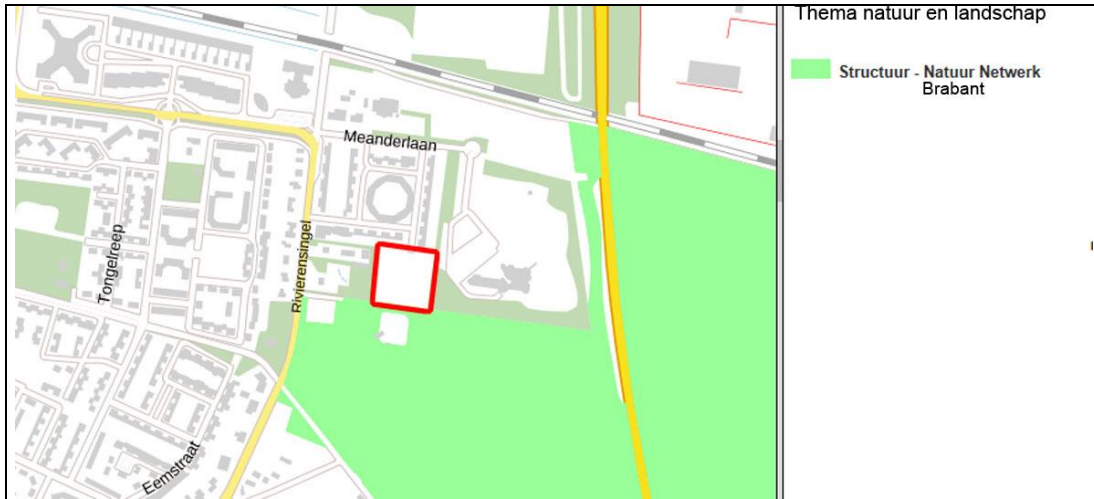 Thema natuur en landschap
Structuur - Natuur Netwerk
Brabant
Meanderlaan
Rivierensingel
Tongelreep
Eemstraat